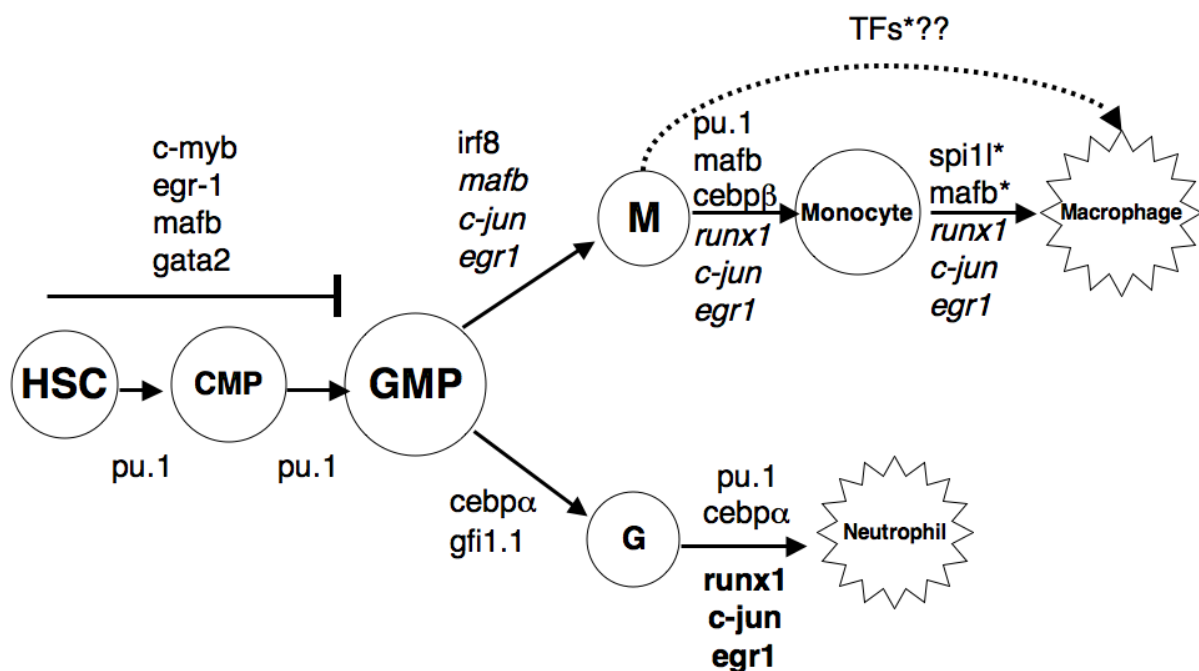 TFs*??
c-myb
egr-1
mafb
gata2
irf8
mafb
c-jun
egr1
pu.1
mafb
cebpβ
runx1
c-jun
egr1
spi1l*
mafb*
runx1
c-jun
egr1
HSC
CMP
GMP
M
Monocyte
Macrophage
pu.1
pu.1
cebpα
gfi1.1
G
pu.1
cebpα
runx1
c-jun
egr1
Neutrophil